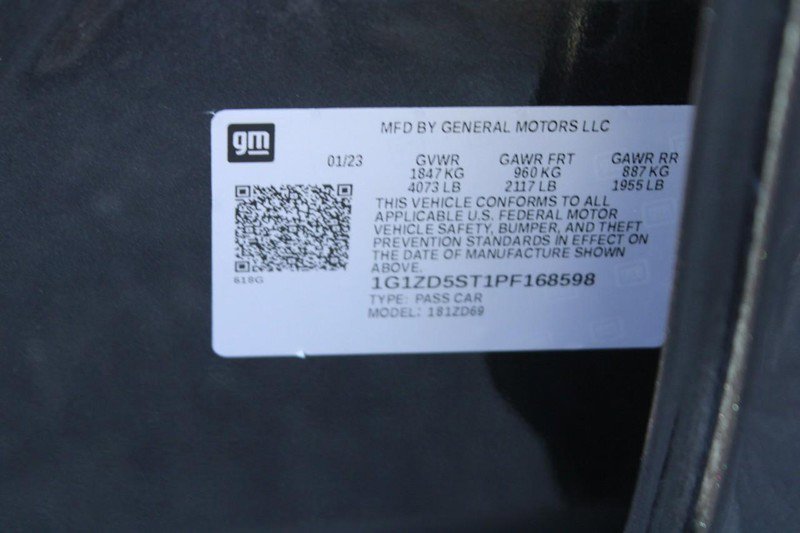 gm
MFD BY GENERAL MOTORS LLC
01/23 GVWR GAWR FRT GAWR RR
1847 KG 960 KG 887 KG
4073 LB 2117 LB 1955 LB
THIS VEHICLE CONFORMS TO ALL
APPLICABLE U.S. FEDERAL MOTOR
VEHICLE SAFETY, BUMPER, AND THEFT
PREVENTION STANDARDS IN EFFECT ON
THE DATE OF MANUFACTURE SHOWN
ABOVE.
618G
1G1ZD5ST1PF168598
TYPE: PASS CAR
MODEL: 181ZD69